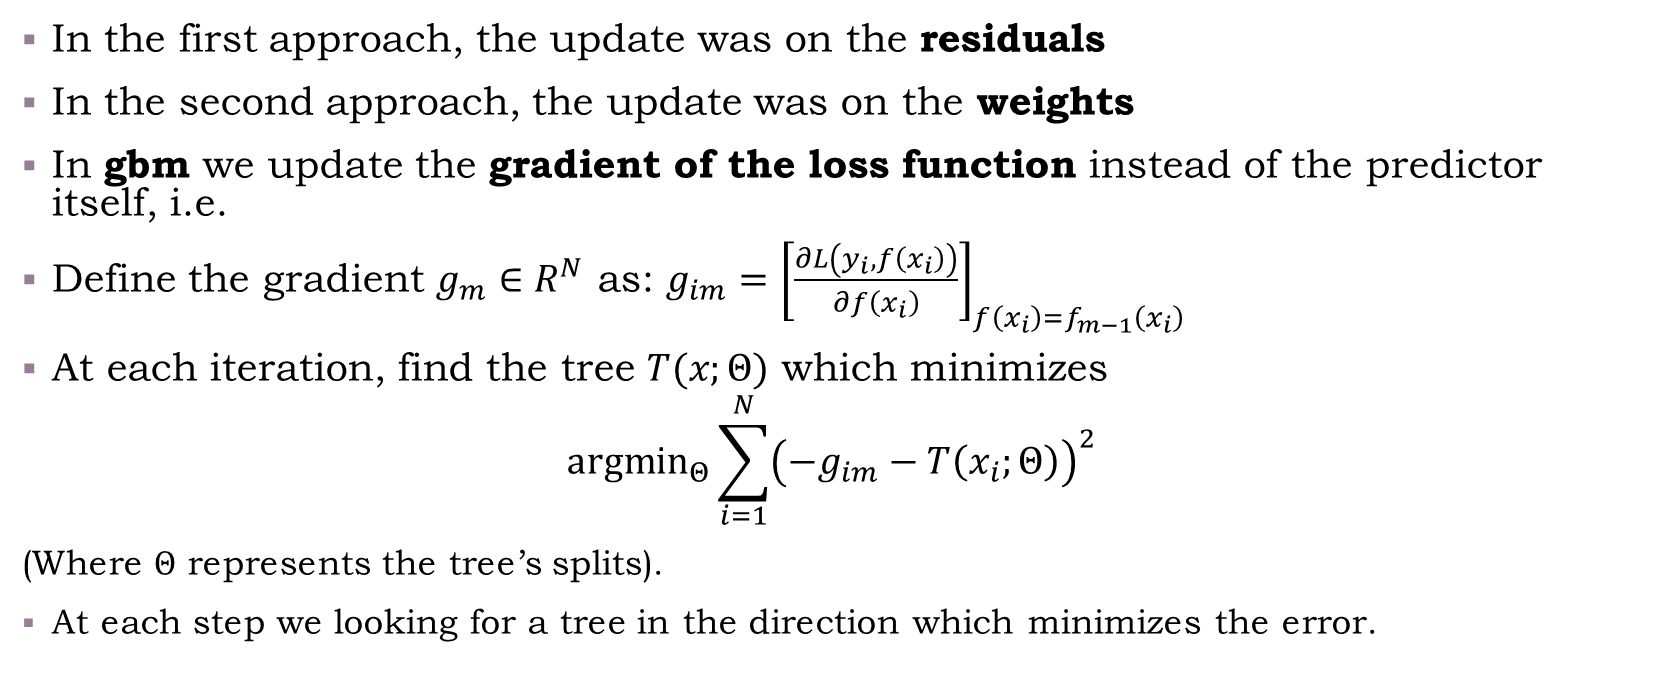 ▪ In the first approach, the update was on the residuals
▪ In the second approach, the update was on the weights
▪ In gbm we update the gradient of the loss function instead of the predictor
itself, i.e.
▪ Define the gradient g_m ∈ R^N as: g_{im} = [∂L(y_i, f(x_i)) / ∂f(x_i)]_{f(x_i)=f_{m−1}(x_i)}
▪ At each iteration, find the tree T(x; Θ) which minimizes
argmin_Θ ∑_{i=1}^{N} (−g_{im} − T(x_i; Θ))^2
(Where Θ represents the tree’s splits).
▪ At each step we looking for a tree in the direction which minimizes the error.